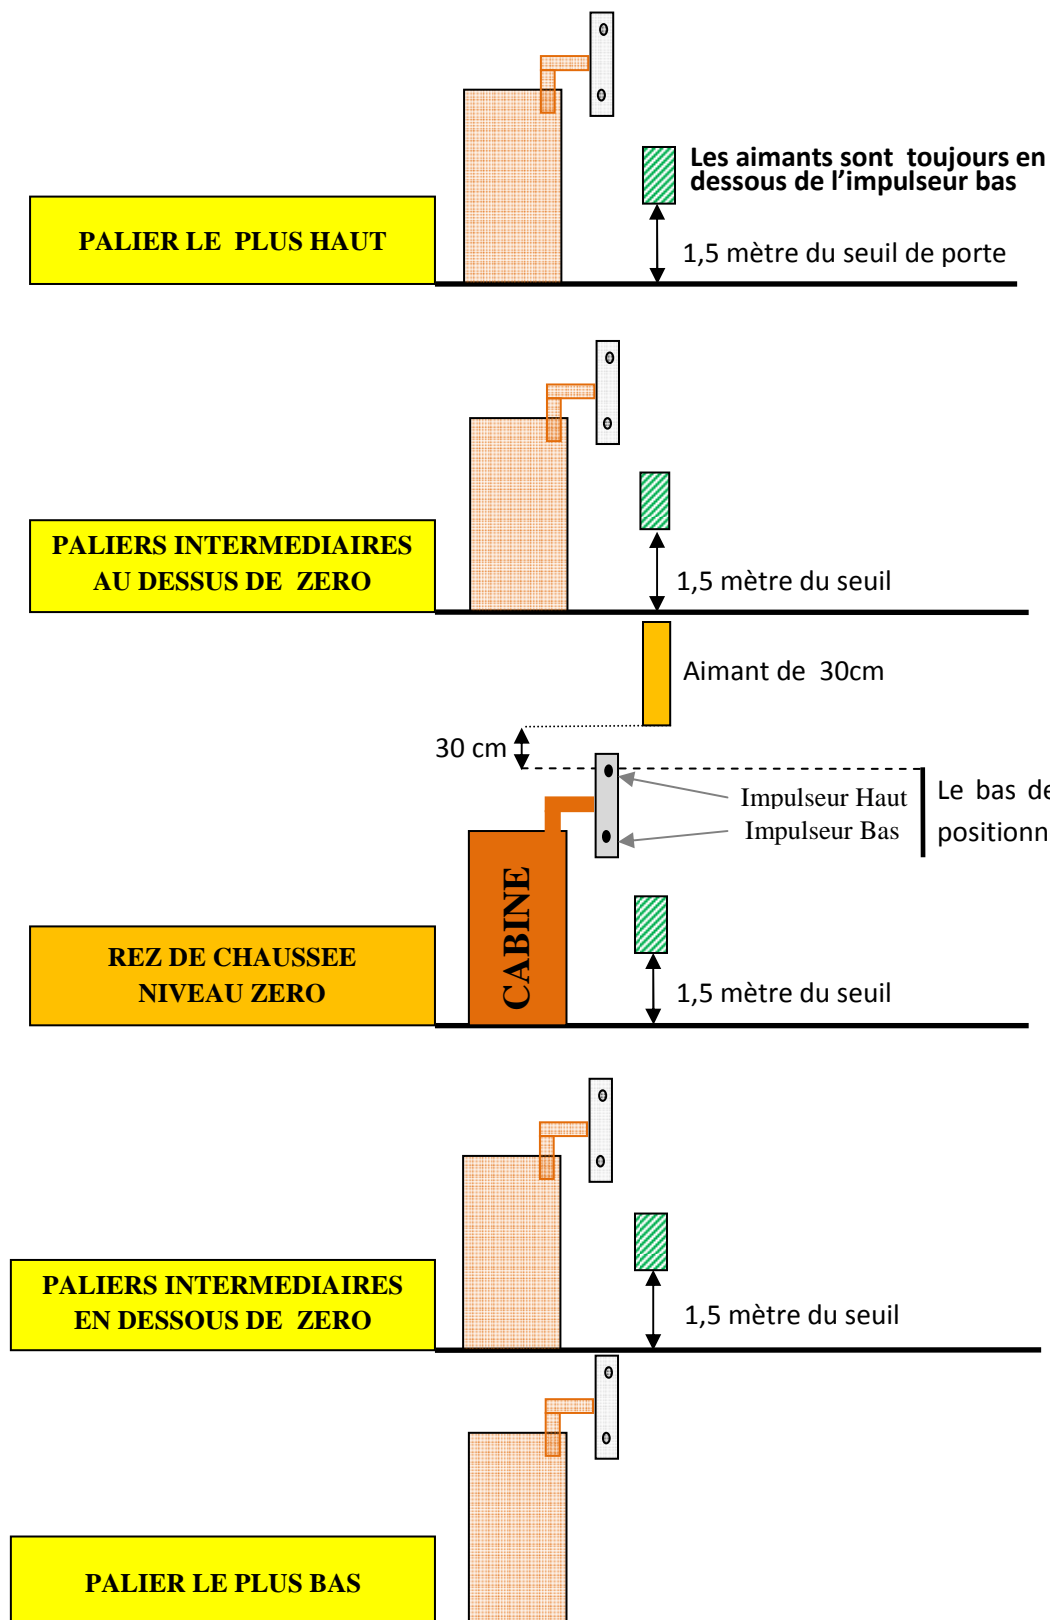 Les aimants sont toujours en
dessous de l’impulseur bas
PALIER LE PLUS HAUT
1,5 mètre du seuil de porte
PALIERS INTERMEDIAIRES
AU DESSUS DE ZERO
1,5 mètre du seuil
Aimant de 30cm
30 cm
Impulseur Haut
Impulseur Bas
Le bas de
positionn
CABINE
REZ DE CHAUSSEE
NIVEAU ZERO
1,5 mètre du seuil
PALIERS INTERMEDIAIRES
EN DESSOUS DE ZERO
1,5 mètre du seuil
PALIER LE PLUS BAS